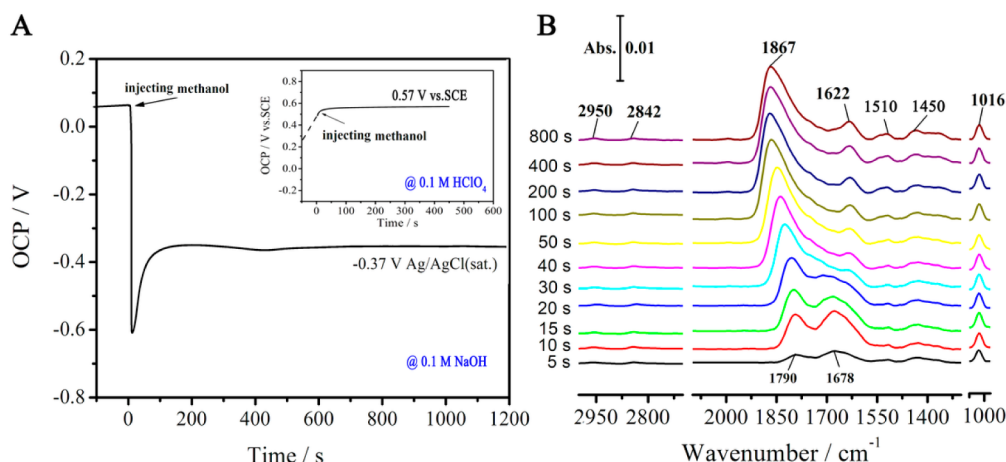 A
0.2
0.0
-0.2
-0.4
-0.6
-0.8
OCP / V
injecting methanol
-0.37 V Ag/AgCl(sat.)
@ 0.1 M NaOH
0 200 400 600 800 1000 1200
Time / s
OCP / V vs.SCE
0.8
0.6
0.4
0.2
0.0
0.57 V vs.SCE
injecting methanol
@ 0.1 M HClO4
0 100 200 300 400 500 600
Time / s
B
Abs. 0.01
1867
2950 2842 1622 1510 1450 1016
800 s
400 s
200 s
100 s
50 s
40 s
30 s
20 s
15 s
10 s
5 s
1790 1678
2950 2800 2000 1850 1700 1550 1400 1000
Wavenumber / cm-1